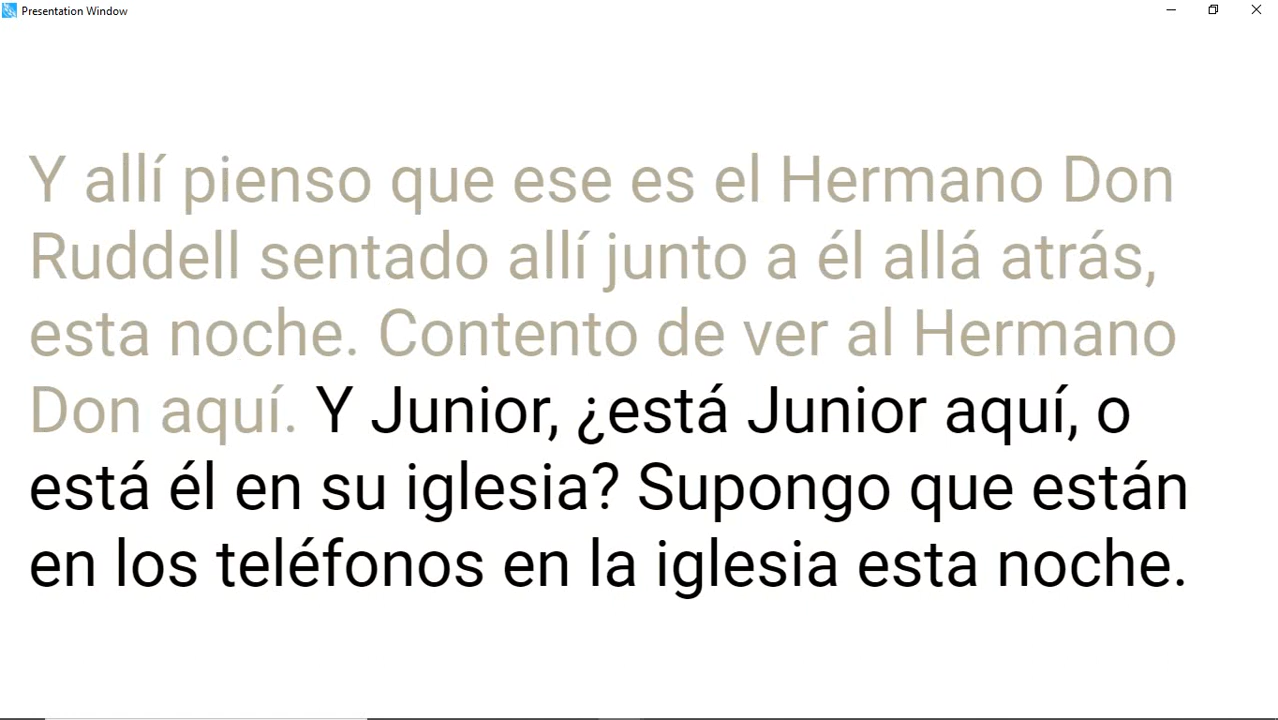 Presentation Window
Y allí pienso que ese es el Hermano Don
Ruddell sentado allí junto a él allá atrás,
esta noche. Contento de ver al Hermano
Don aquí. Y Junior, ¿está Junior aquí, o
está él en su iglesia? Supongo que están
en los teléfonos en la iglesia esta noche.